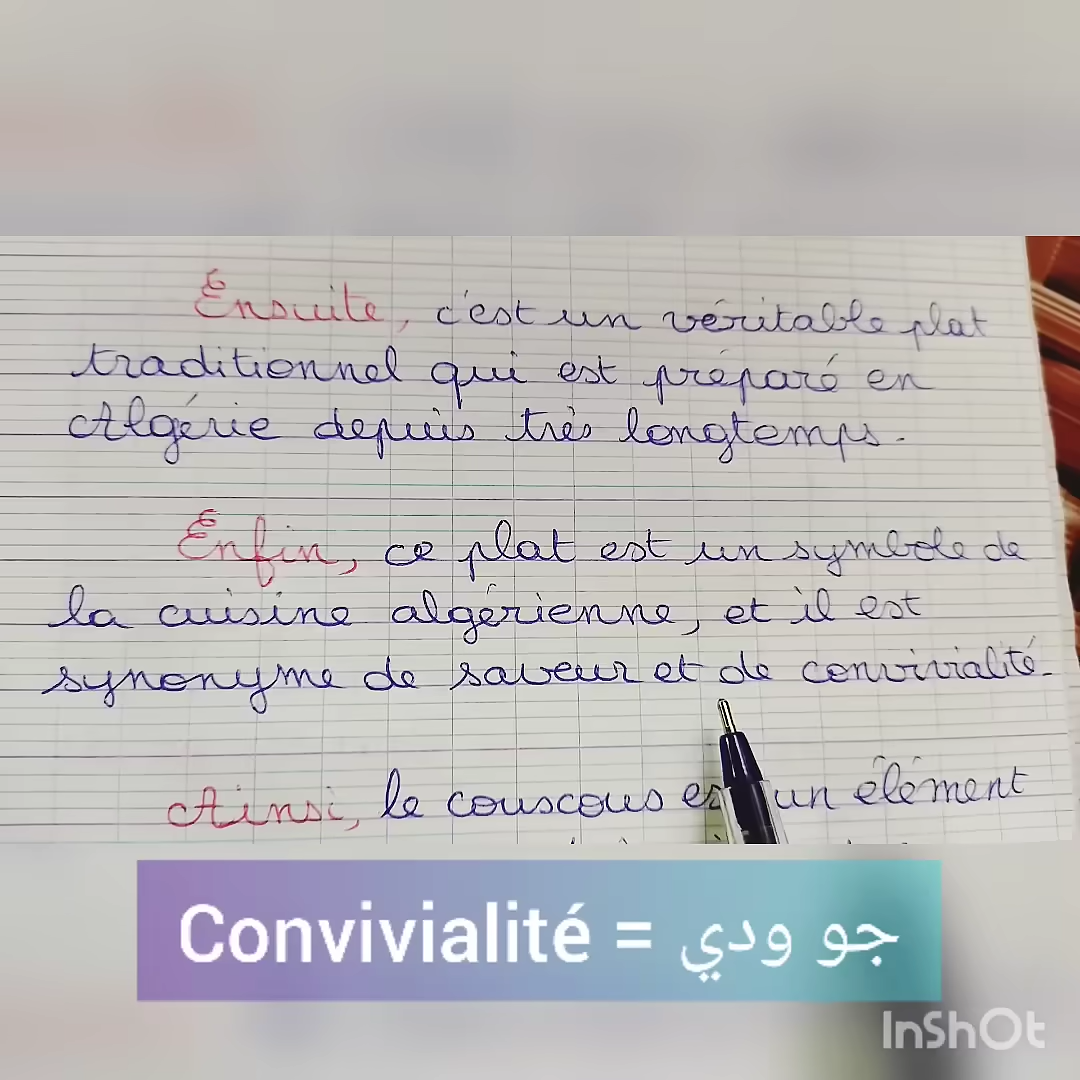 Ensuite, c'est un véritable plat
traditionnel qui est préparé en
Algérie depuis très longtemps.
Enfin, ce plat est un symbole de
la cuisine algérienne, et il est
synonyme de saveur et de convivialité.
Ainsi, le couscous un élément
Convivialité = جو ودي
InShOt